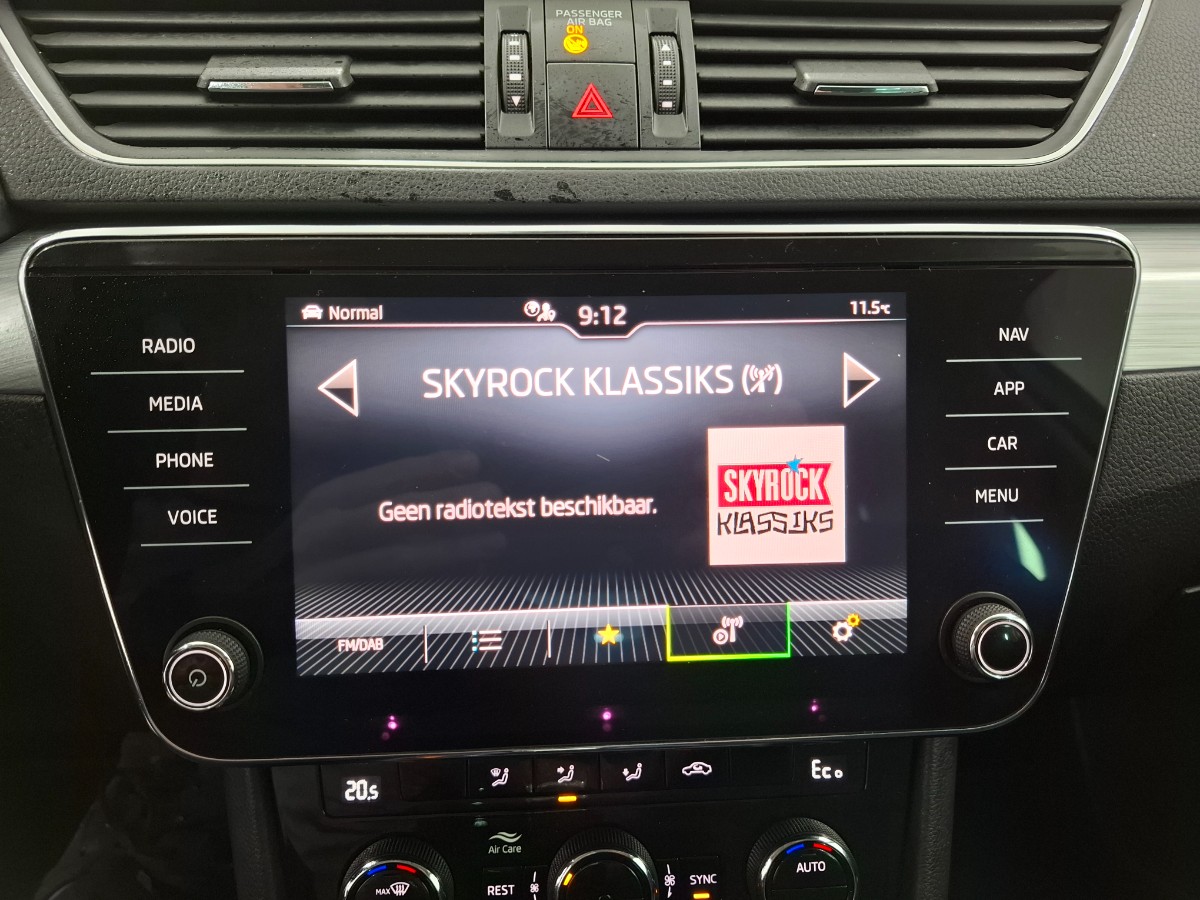 PASSENGER
AIR BAG
ON
Normal
9:12
11.5°C
RADIO
MEDIA
PHONE
VOICE
SKYROCK KLASSIKS
Geen radiotekst beschikbaar.
SKYROCK
KLASSIKS
FM/DAB
NAV
APP
CAR
MENU
20.5
Eco
Air Care
MAX
REST
SYNC
AUTO